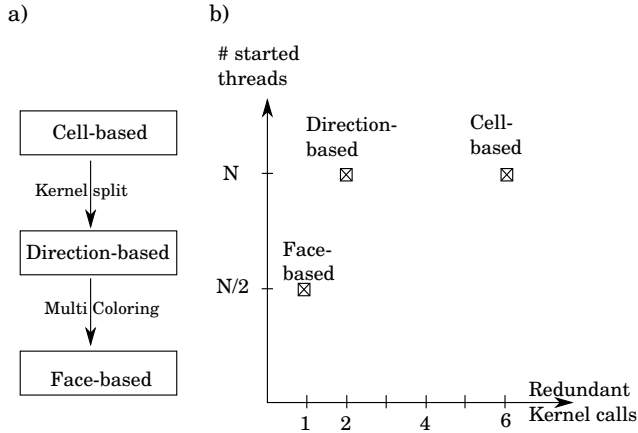 a)
Cell-based
Kernel split
Direction-based
Multi Coloring
Face-based
b)
# started
threads
Direction-
based
Cell-
based
N
Face-
based
N/2
Redundant
Kernel calls
1 2 4 6